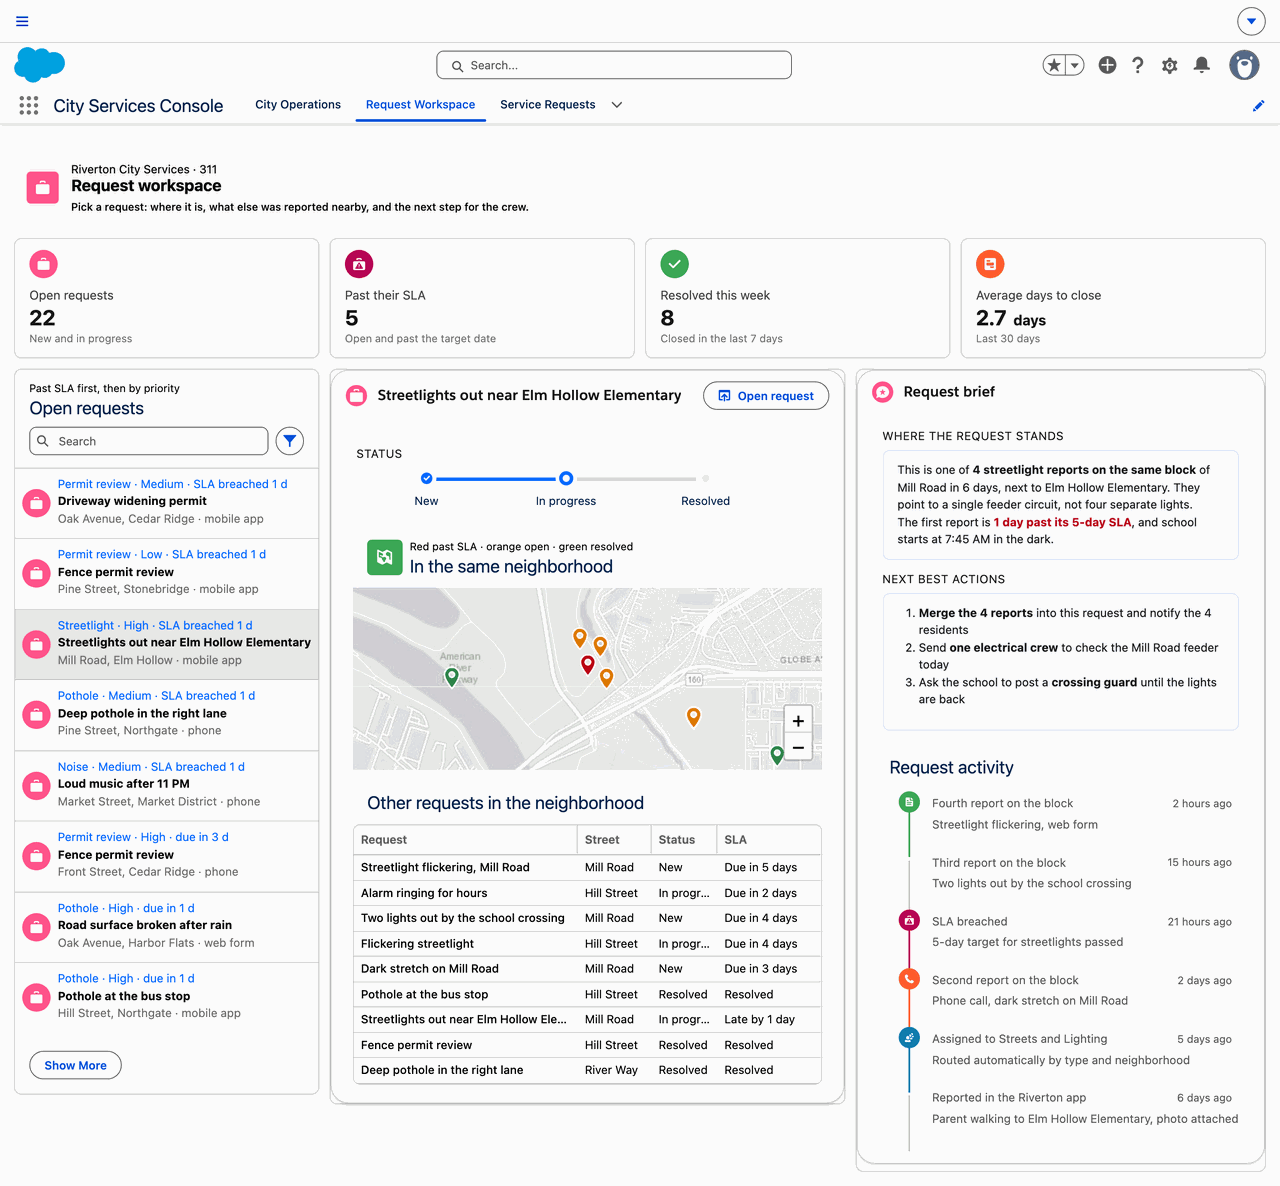 Search...
City Services Console
City Operations
Request Workspace
Service Requests
Riverton City Services · 311
Request workspace
Pick a request: where it is, what else was reported nearby, and the next step for the crew.
Open requests
22
New and in progress
Past their SLA
5
Open and past the target date
Resolved this week
8
Closed in the last 7 days
Average days to close
2.7 days
Last 30 days
Past SLA first, then by priority
Open requests
Search
Permit review · Medium · SLA breached 1 d
Driveway widening permit
Oak Avenue, Cedar Ridge · mobile app
Permit review · Low · SLA breached 1 d
Fence permit review
Pine Street, Stonebridge · mobile app
Streetlight · High · SLA breached 1 d
Streetlights out near Elm Hollow Elementary
Mill Road, Elm Hollow · mobile app
Pothole · Medium · SLA breached 1 d
Deep pothole in the right lane
Pine Street, Northgate · phone
Noise · Medium · SLA breached 1 d
Loud music after 11 PM
Market Street, Market District · phone
Permit review · High · due in 3 d
Fence permit review
Front Street, Cedar Ridge · phone
Pothole · High · due in 1 d
Road surface broken after rain
Oak Avenue, Harbor Flats · web form
Pothole · High · due in 1 d
Pothole at the bus stop
Hill Street, Northgate · mobile app
Show More
Streetlights out near Elm Hollow Elementary
Open request
STATUS
New
In progress
Resolved
Red past SLA · orange open · green resolved
In the same neighborhood
American
River
GLOBE A
160
+
−
Other requests in the neighborhood
Request Street Status SLA
Streetlight flickering, Mill Road Mill Road New Due in 5 days
Alarm ringing for hours Hill Street In progr... Due in 2 days
Two lights out by the school crossing Mill Road New Due in 4 days
Flickering streetlight Hill Street In progr... Due in 4 days
Dark stretch on Mill Road Mill Road New Due in 3 days
Pothole at the bus stop Hill Street Resolved Resolved
Streetlights out near Elm Hollow Ele... Mill Road In progr... Late by 1 day
Fence permit review Hill Street Resolved Resolved
Deep pothole in the right lane River Way Resolved Resolved
Request brief
WHERE THE REQUEST STANDS
This is one of 4 streetlight reports on the same block of
Mill Road in 6 days, next to Elm Hollow Elementary. They
point to a single feeder circuit, not four separate lights.
The first report is 1 day past its 5-day SLA, and school
starts at 7:45 AM in the dark.
NEXT BEST ACTIONS
1. Merge the 4 reports into this request and notify the 4
residents
2. Send one electrical crew to check the Mill Road feeder
today
3. Ask the school to post a crossing guard until the lights
are back
Request activity
Fourth report on the block 2 hours ago
Streetlight flickering, web form
Third report on the block 15 hours ago
Two lights out by the school crossing
SLA breached 21 hours ago
5-day target for streetlights passed
Second report on the block 2 days ago
Phone call, dark stretch on Mill Road
Assigned to Streets and Lighting 5 days ago
Routed automatically by type and neighborhood
Reported in the Riverton app 6 days ago
Parent walking to Elm Hollow Elementary, photo attached